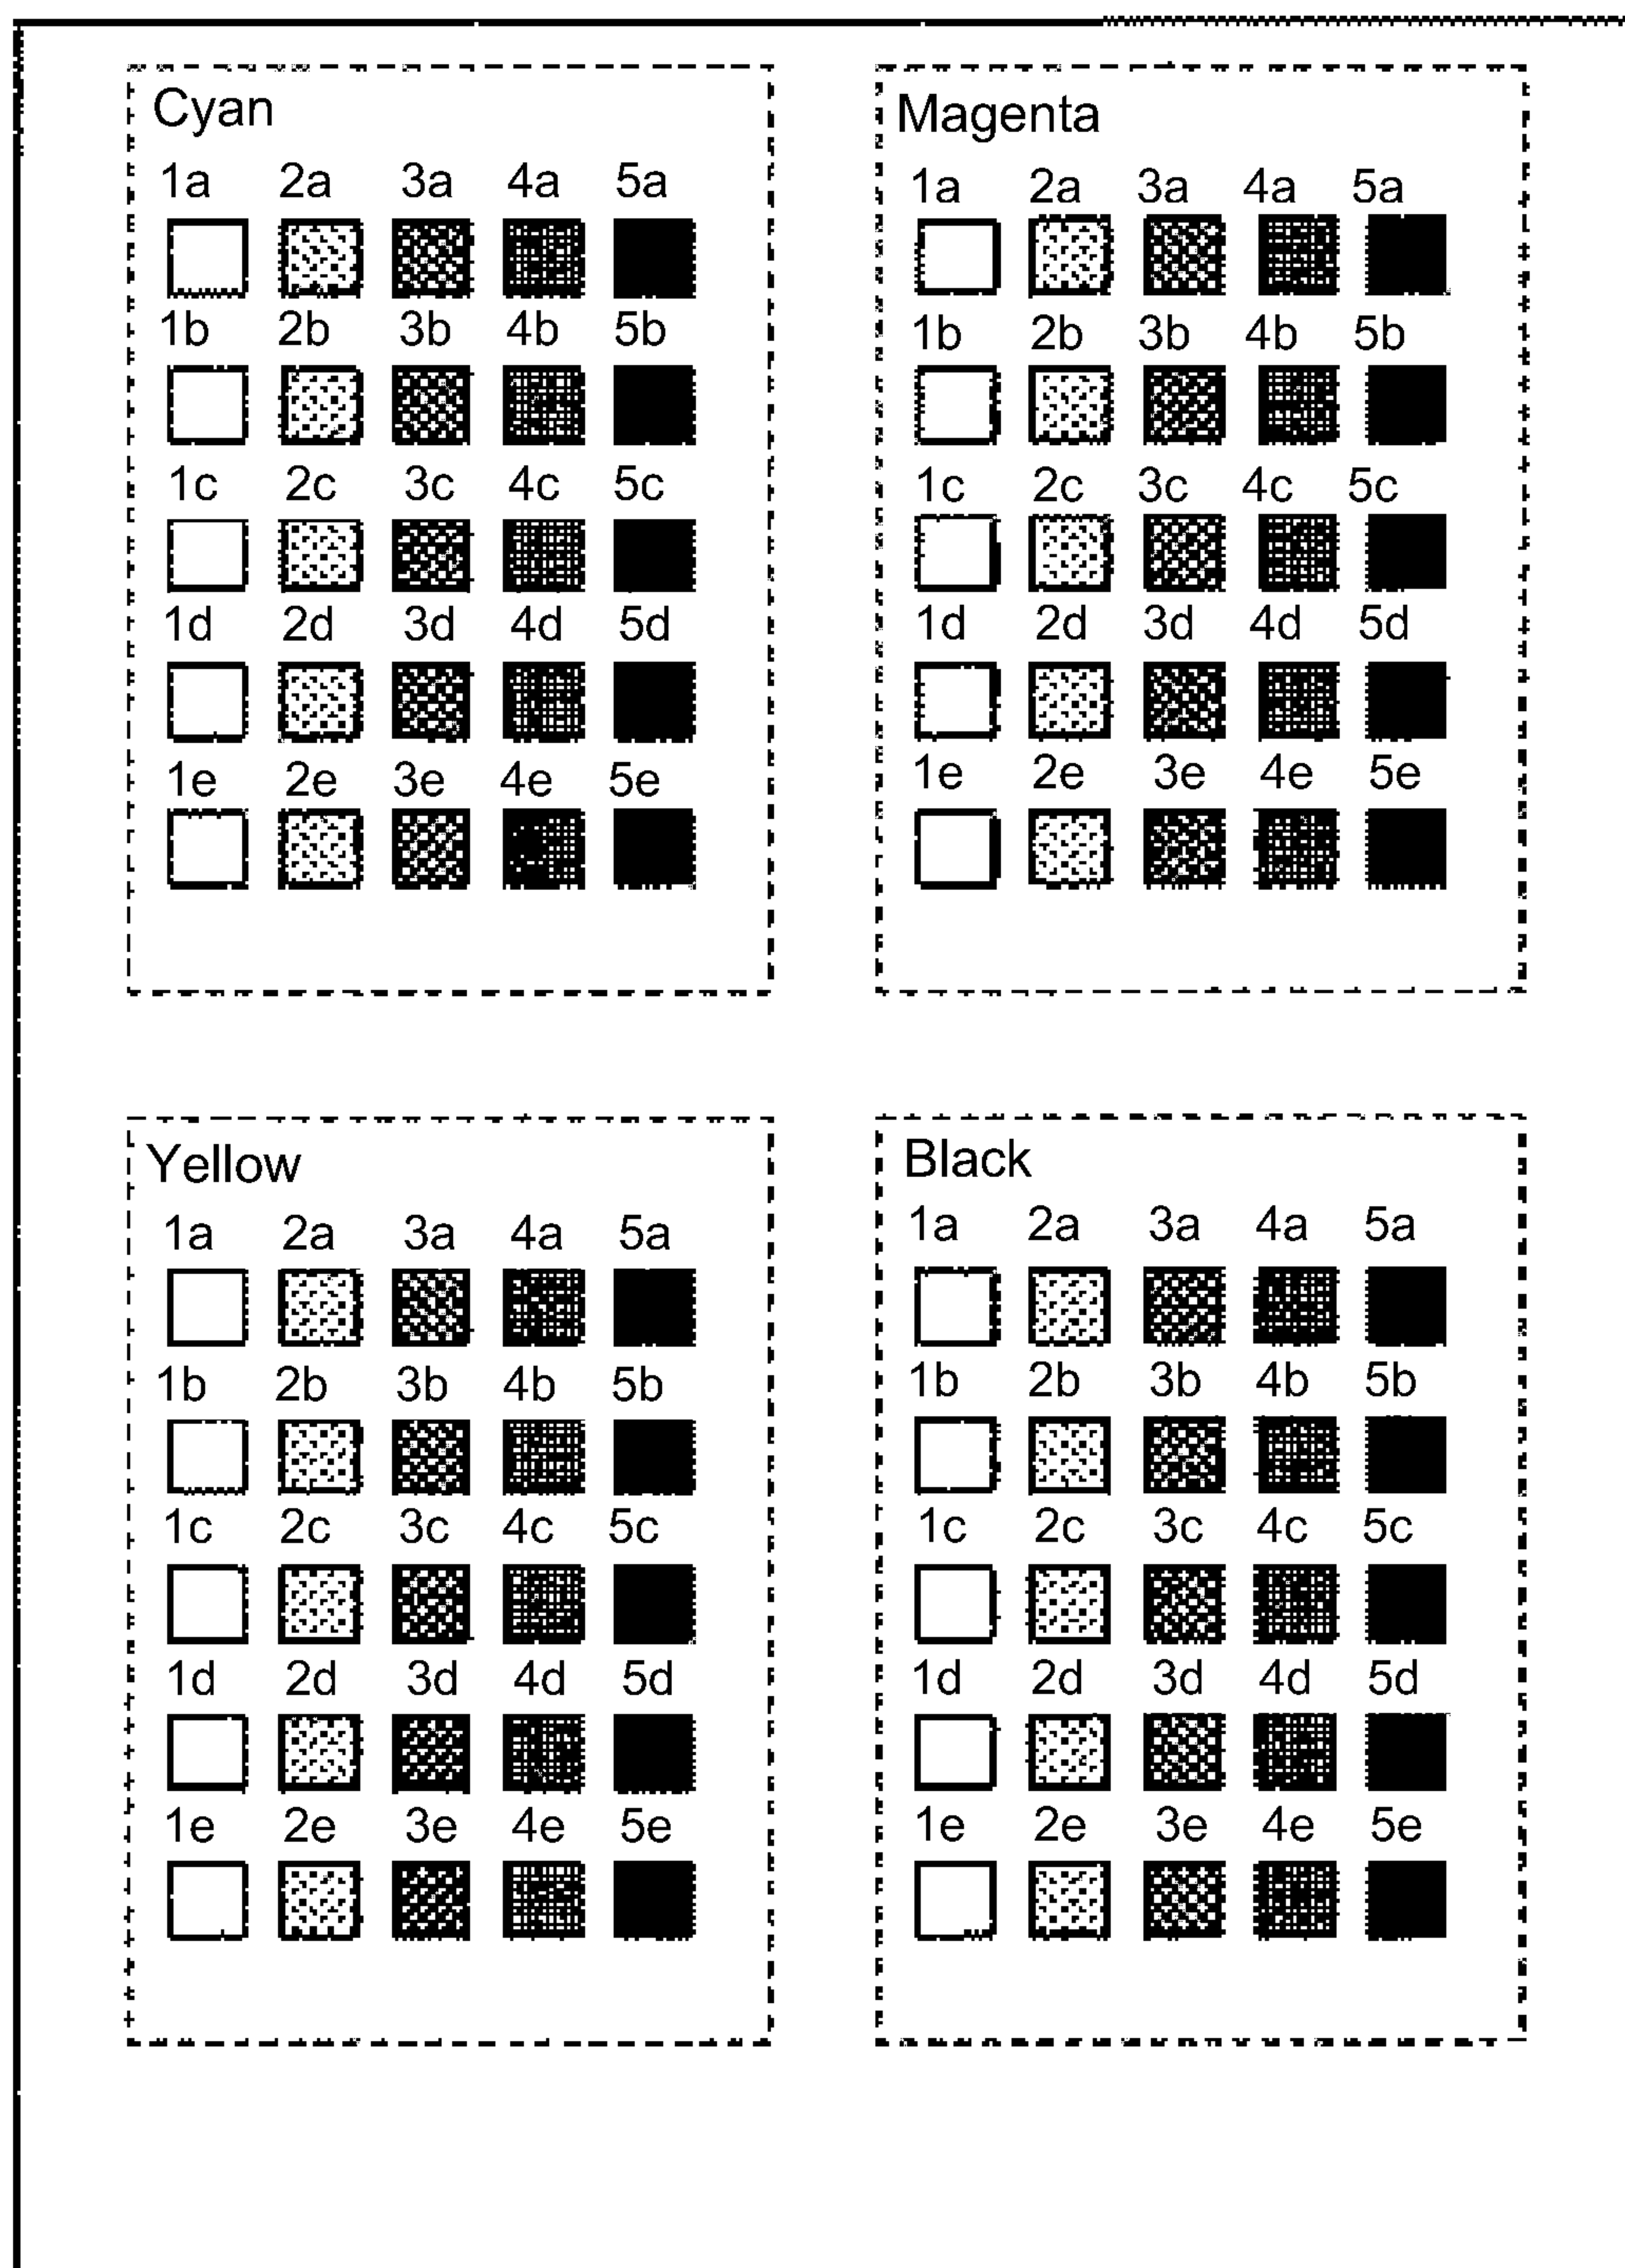 Cyan
1a 2a 3a 4a 5a
1b 2b 3b 4b 5b
1c 2c 3c 4c 5c
1d 2d 3d 4d 5d
1e 2e 3e 4e 5e
Magenta
1a 2a 3a 4a 5a
1b 2b 3b 4b 5b
1c 2c 3c 4c 5c
1d 2d 3d 4d 5d
1e 2e 3e 4e 5e
Yellow
1a 2a 3a 4a 5a
1b 2b 3b 4b 5b
1c 2c 3c 4c 5c
1d 2d 3d 4d 5d
1e 2e 3e 4e 5e
Black
1a 2a 3a 4a 5a
1b 2b 3b 4b 5b
1c 2c 3c 4c 5c
1d 2d 3d 4d 5d
1e 2e 3e 4e 5e